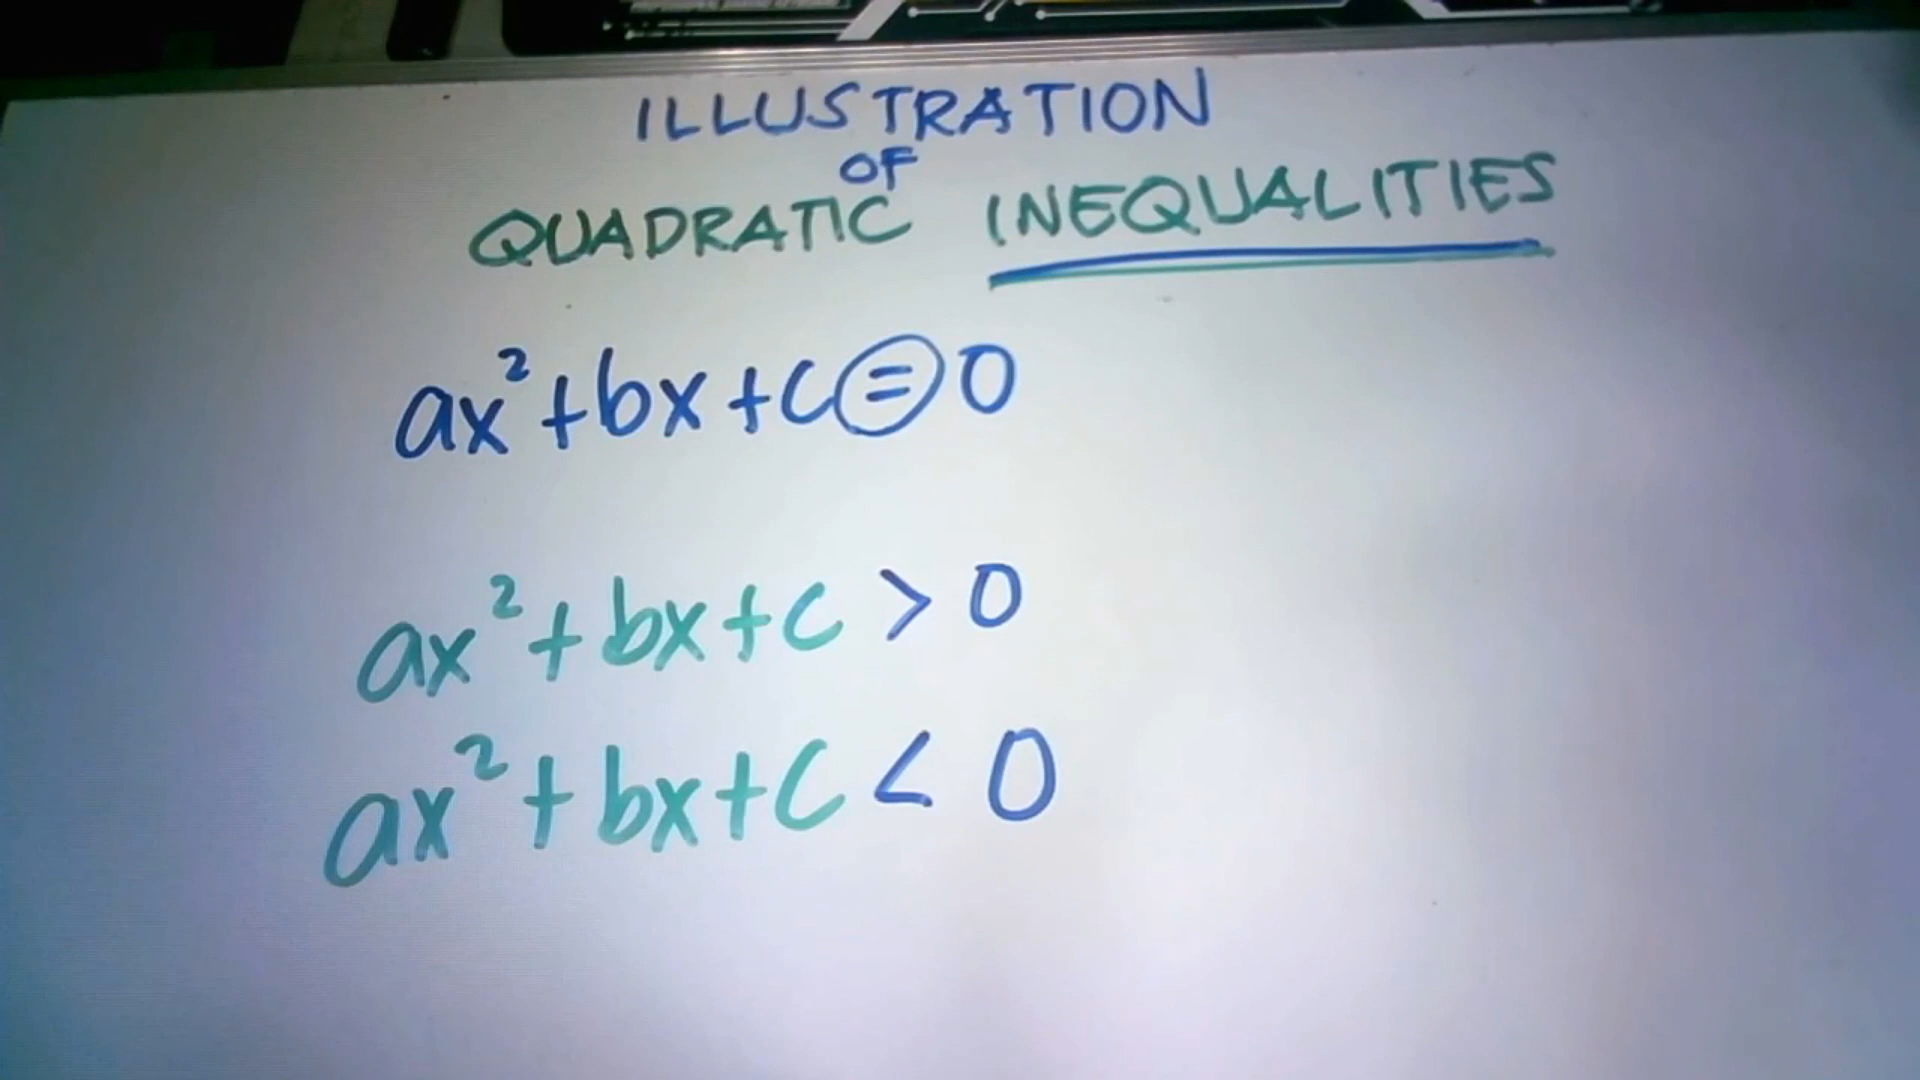 ILLUSTRATION
OF
QUADRATIC INEQUALITIES
ax²+bx+c=0
ax²+bx+c > 0
ax²+bx+c < 0